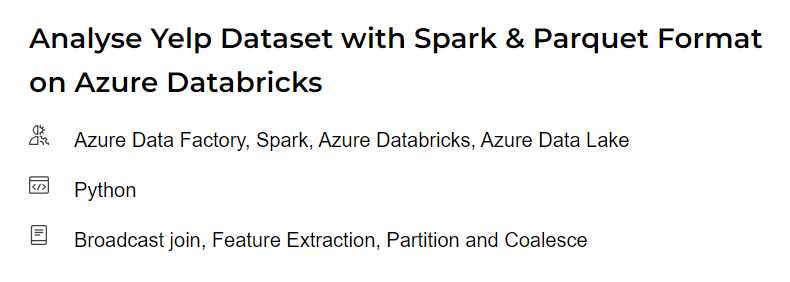 Analyse Yelp Dataset with Spark & Parquet Format
on Azure Databricks
Azure Data Factory, Spark, Azure Databricks, Azure Data Lake
Python
Broadcast join, Feature Extraction, Partition and Coalesce